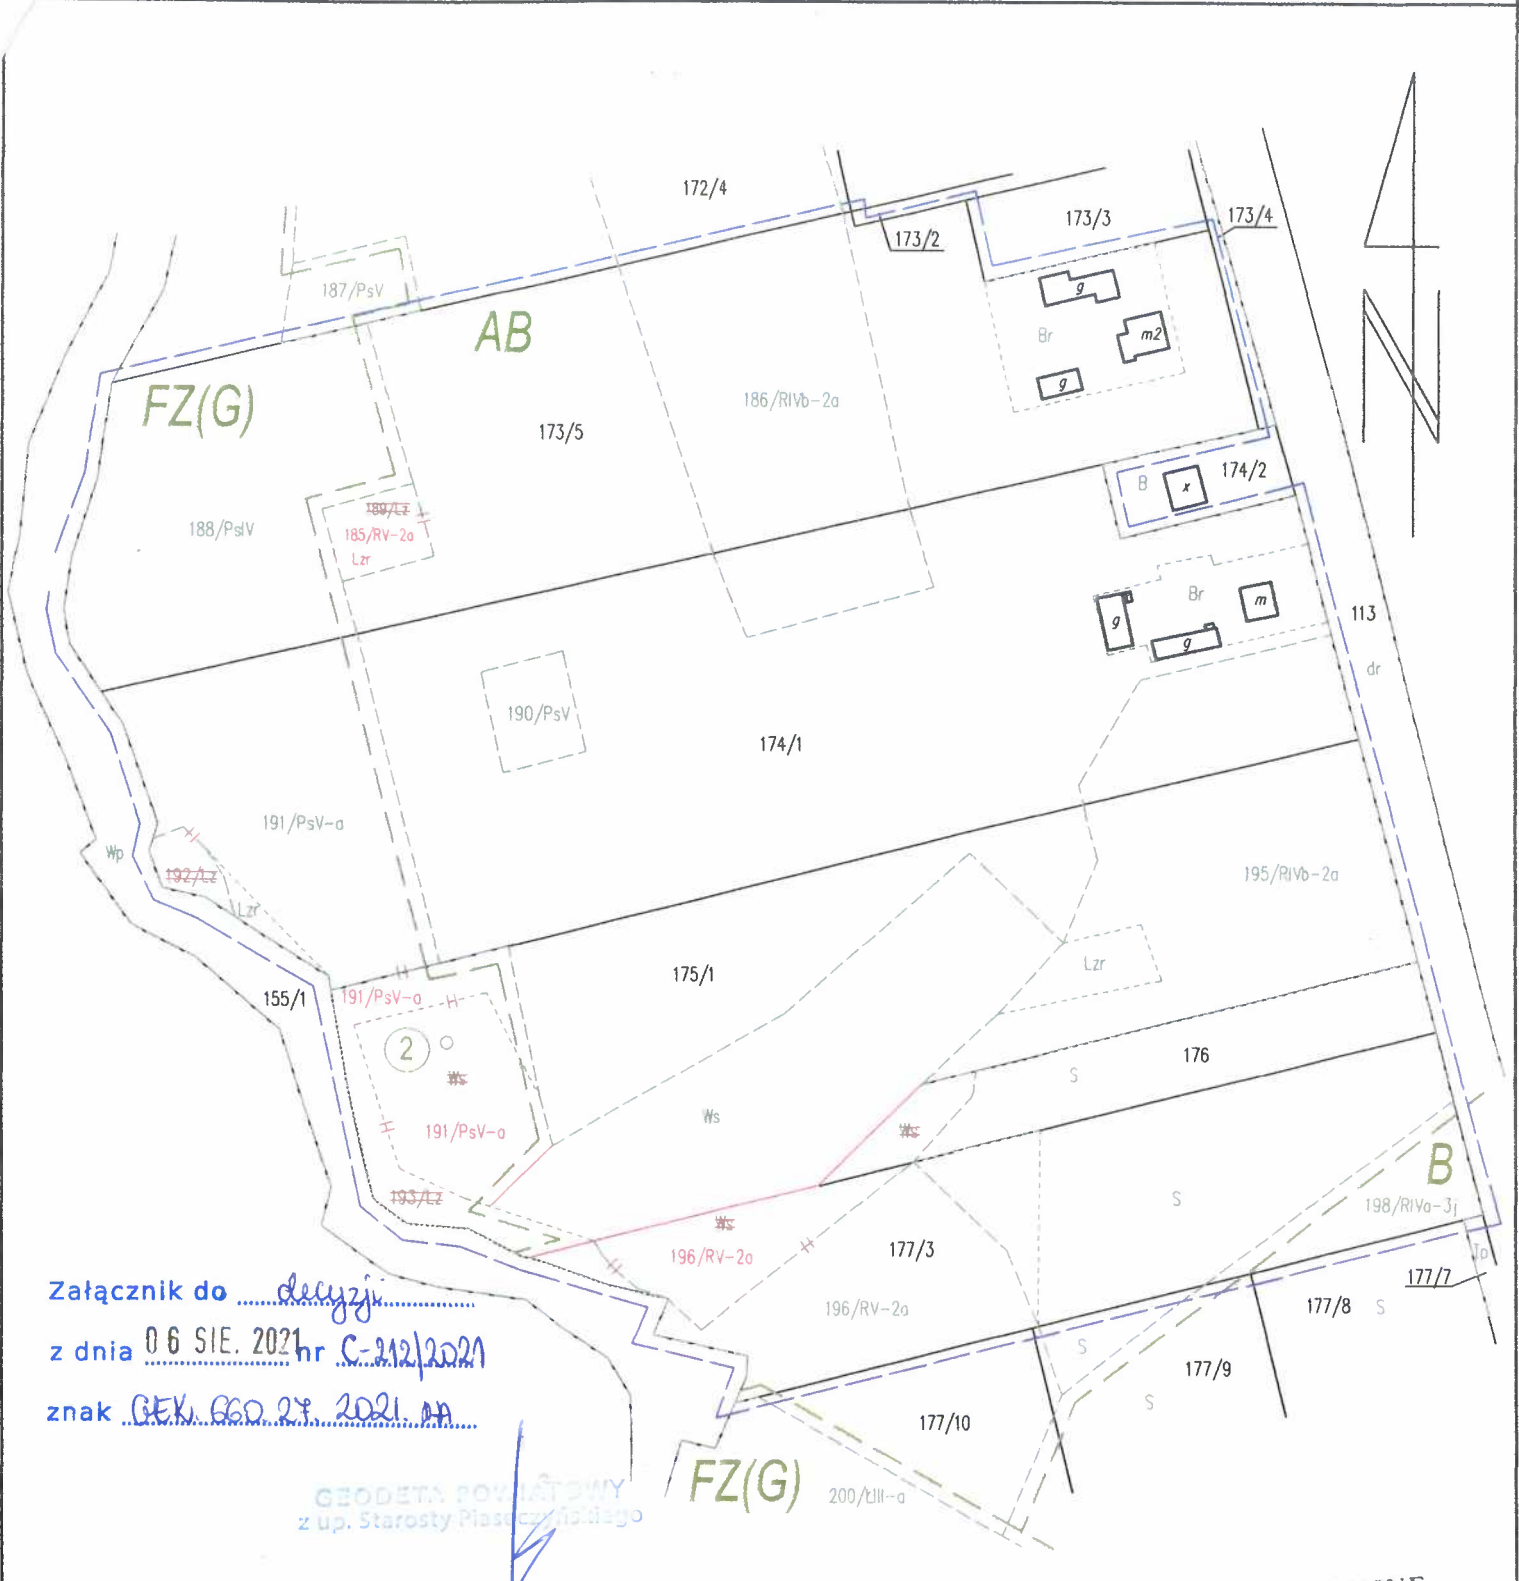 172/4
173/2
173/3
173/4
187/PsV
AB
g
Br
m2
g
FZ(G)
186/RIVb-2a
173/5
B
x
174/2
188/PsIV
189/Lz
185/RV-2a
Lzr
Br
m
g
g
113
dr
190/PsV
174/1
191/PsV-a
Wp
192/Lz
Lzr
195/RIVb-2a
Lzr
175/1
155/1
191/PsV-a
2
Ws
191/PsV-a
176
S
Ws
Ws
B
193/Lz
S
198/RIVa-3j
Ws
196/RV-2a
177/3
Tp
177/7
196/RV-2a
177/8
S
S
177/9
S
177/10
Załącznik do decyzji
z dnia 06 SIE. 2021 nr C-212/2021
znak GEK. 660. 27. 2021.
FZ(G)
200/ŁIII-a
GEODETA POWIATOWY
z up. Starosty Piaseczyńskiego
N